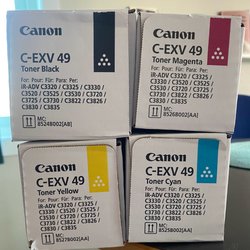 Canon
C-EXV 49
Toner Black
Pour: Pour: Für: Para: Per:
iR-ADV C3320 / C3325 / C3330 /
C3520 / C3525 / C3530 / C3720
/ C3725 / C3730 / C3822 / C3826 /
C3830 / C3835
MC:
8524B002[AB]
Canon
C-EXV 49
Toner Magenta
For: Pour: Für: Para: Per:
iR-ADV C3320 / C3325 /
C3330 / C3520 / C3525 /
C3530 / C3720 / C3725 /
C3730 / C3822 / C3826 /
C3830 / C3835
MC:
8526B002[AA]
Canon
C-EXV 49
Toner Yellow
For: Pour: Für: Para: Per:
iR-ADV C3320 / C3325 /
C3330 / C3520 / C3525 /
C3530 / C3720 / C3725 /
C3730 / C3822 / C3826 /
C3830 / C3835
MC:
8527B002[AA]
Canon
C-EXV 49
Toner Cyan
For: Pour: Für: Para: Per:
iR-ADV C3320 / C3325 /
C3330 / C3520 / C3525 /
C3530 / C3720 / C3725 /
C3730 / C3822 / C3826 /
C3830 / C3835
MC:
8525B002[AA]